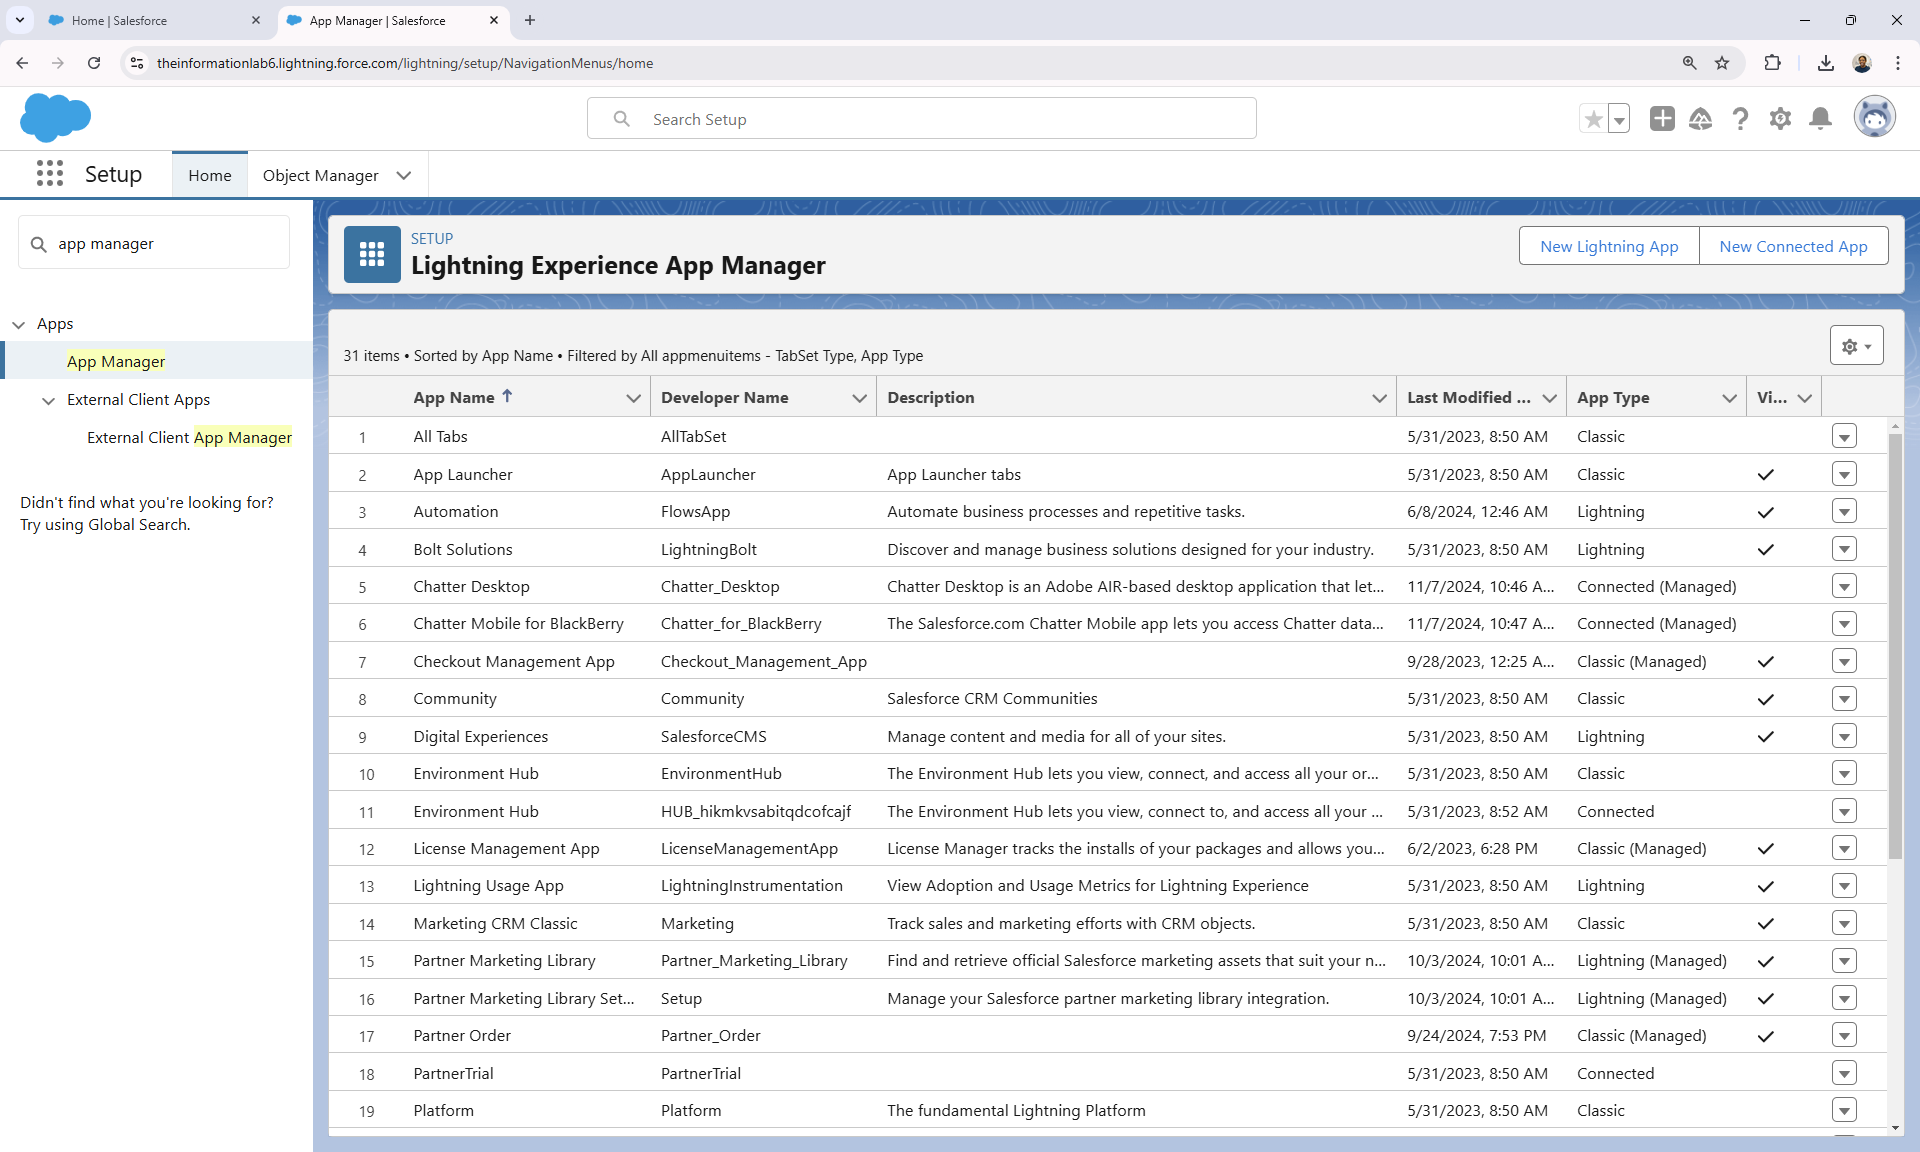 Home | Salesforce
App Manager | Salesforce
theinformationlab6.lightning.force.com/lightning/setup/NavigationMenus/home
Search Setup
Setup
Home
Object Manager
app manager
Apps
App Manager
External Client Apps
External Client App Manager
Didn't find what you're looking for?
Try using Global Search.
SETUP
Lightning Experience App Manager
New Lightning App
New Connected App
31 items • Sorted by App Name • Filtered by All appmenuitems - TabSet Type, App Type
App Name Developer Name Description Last Modified ... App Type Vi...
1 All Tabs AllTabSet 5/31/2023, 8:50 AM Classic
2 App Launcher AppLauncher App Launcher tabs 5/31/2023, 8:50 AM Classic
3 Automation FlowsApp Automate business processes and repetitive tasks. 6/8/2024, 12:46 AM Lightning
4 Bolt Solutions LightningBolt Discover and manage business solutions designed for your industry. 5/31/2023, 8:50 AM Lightning
5 Chatter Desktop Chatter_Desktop Chatter Desktop is an Adobe AIR-based desktop application that let... 11/7/2024, 10:46 A... Connected (Managed)
6 Chatter Mobile for BlackBerry Chatter_for_BlackBerry The Salesforce.com Chatter Mobile app lets you access Chatter data... 11/7/2024, 10:47 A... Connected (Managed)
7 Checkout Management App Checkout_Management_App 9/28/2023, 12:25 A... Classic (Managed)
8 Community Community Salesforce CRM Communities 5/31/2023, 8:50 AM Classic
9 Digital Experiences SalesforceCMS Manage content and media for all of your sites. 5/31/2023, 8:50 AM Lightning
10 Environment Hub EnvironmentHub The Environment Hub lets you view, connect, and access all your or... 5/31/2023, 8:50 AM Classic
11 Environment Hub HUB_hikmkvsabitqdcofcajf The Environment Hub lets you view, connect to, and access all your ... 5/31/2023, 8:52 AM Connected
12 License Management App LicenseManagementApp License Manager tracks the installs of your packages and allows you... 6/2/2023, 6:28 PM Classic (Managed)
13 Lightning Usage App LightningInstrumentation View Adoption and Usage Metrics for Lightning Experience 5/31/2023, 8:50 AM Lightning
14 Marketing CRM Classic Marketing Track sales and marketing efforts with CRM objects. 5/31/2023, 8:50 AM Classic
15 Partner Marketing Library Partner_Marketing_Library Find and retrieve official Salesforce marketing assets that suit your n... 10/3/2024, 10:01 A... Lightning (Managed)
16 Partner Marketing Library Set... Setup Manage your Salesforce partner marketing library integration. 10/3/2024, 10:01 A... Lightning (Managed)
17 Partner Order Partner_Order 9/24/2024, 7:53 PM Classic (Managed)
18 PartnerTrial PartnerTrial 5/31/2023, 8:50 AM Connected
19 Platform Platform The fundamental Lightning Platform 5/31/2023, 8:50 AM Classic